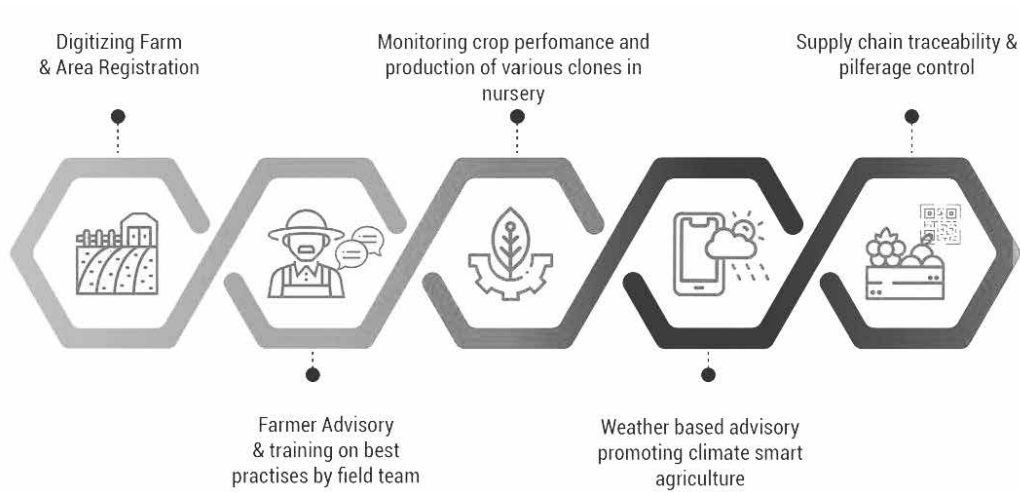 Digitizing Farm
& Area Registration
Monitoring crop perfomance and
production of various clones in
nursery
Supply chain traceability &
pilferage control
Farmer Advisory
& training on best
practises by field team
Weather based advisory
promoting climate smart
agriculture